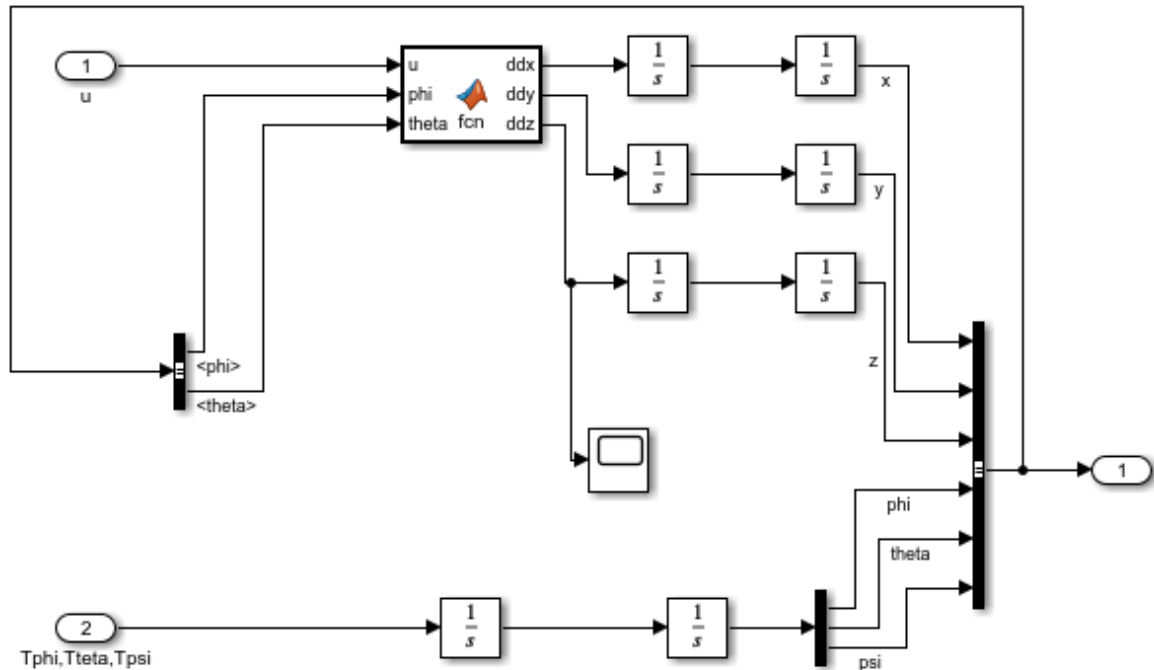 1
u
u
phi
theta
fcn
ddx
ddy
ddz
1
s
1
s
x
1
s
1
s
y
1
s
1
s
z
<phi>
<theta>
1
phi
theta
psi
2
Tphi,Tteta,Tpsi
1
s
1
s